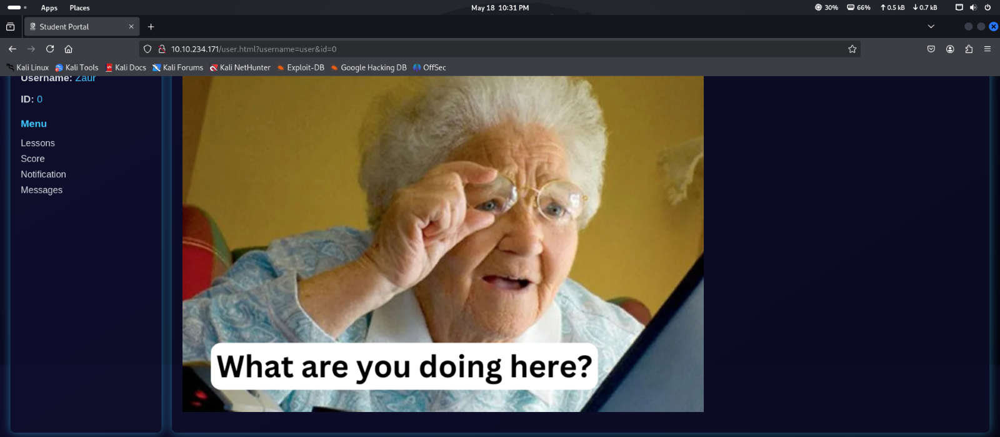 Apps Places May 18 10:31 PM 30% 66% 0.5 kB 0.7 kB
Student Portal
10.10.234.171/user.html?username=user&id=0
Kali Linux Kali Tools Kali Docs Kali Forums Kali NetHunter Exploit-DB Google Hacking DB OffSec
Username: Zaur
ID: 0
Menu
Lessons
Score
Notification
Messages
What are you doing here?